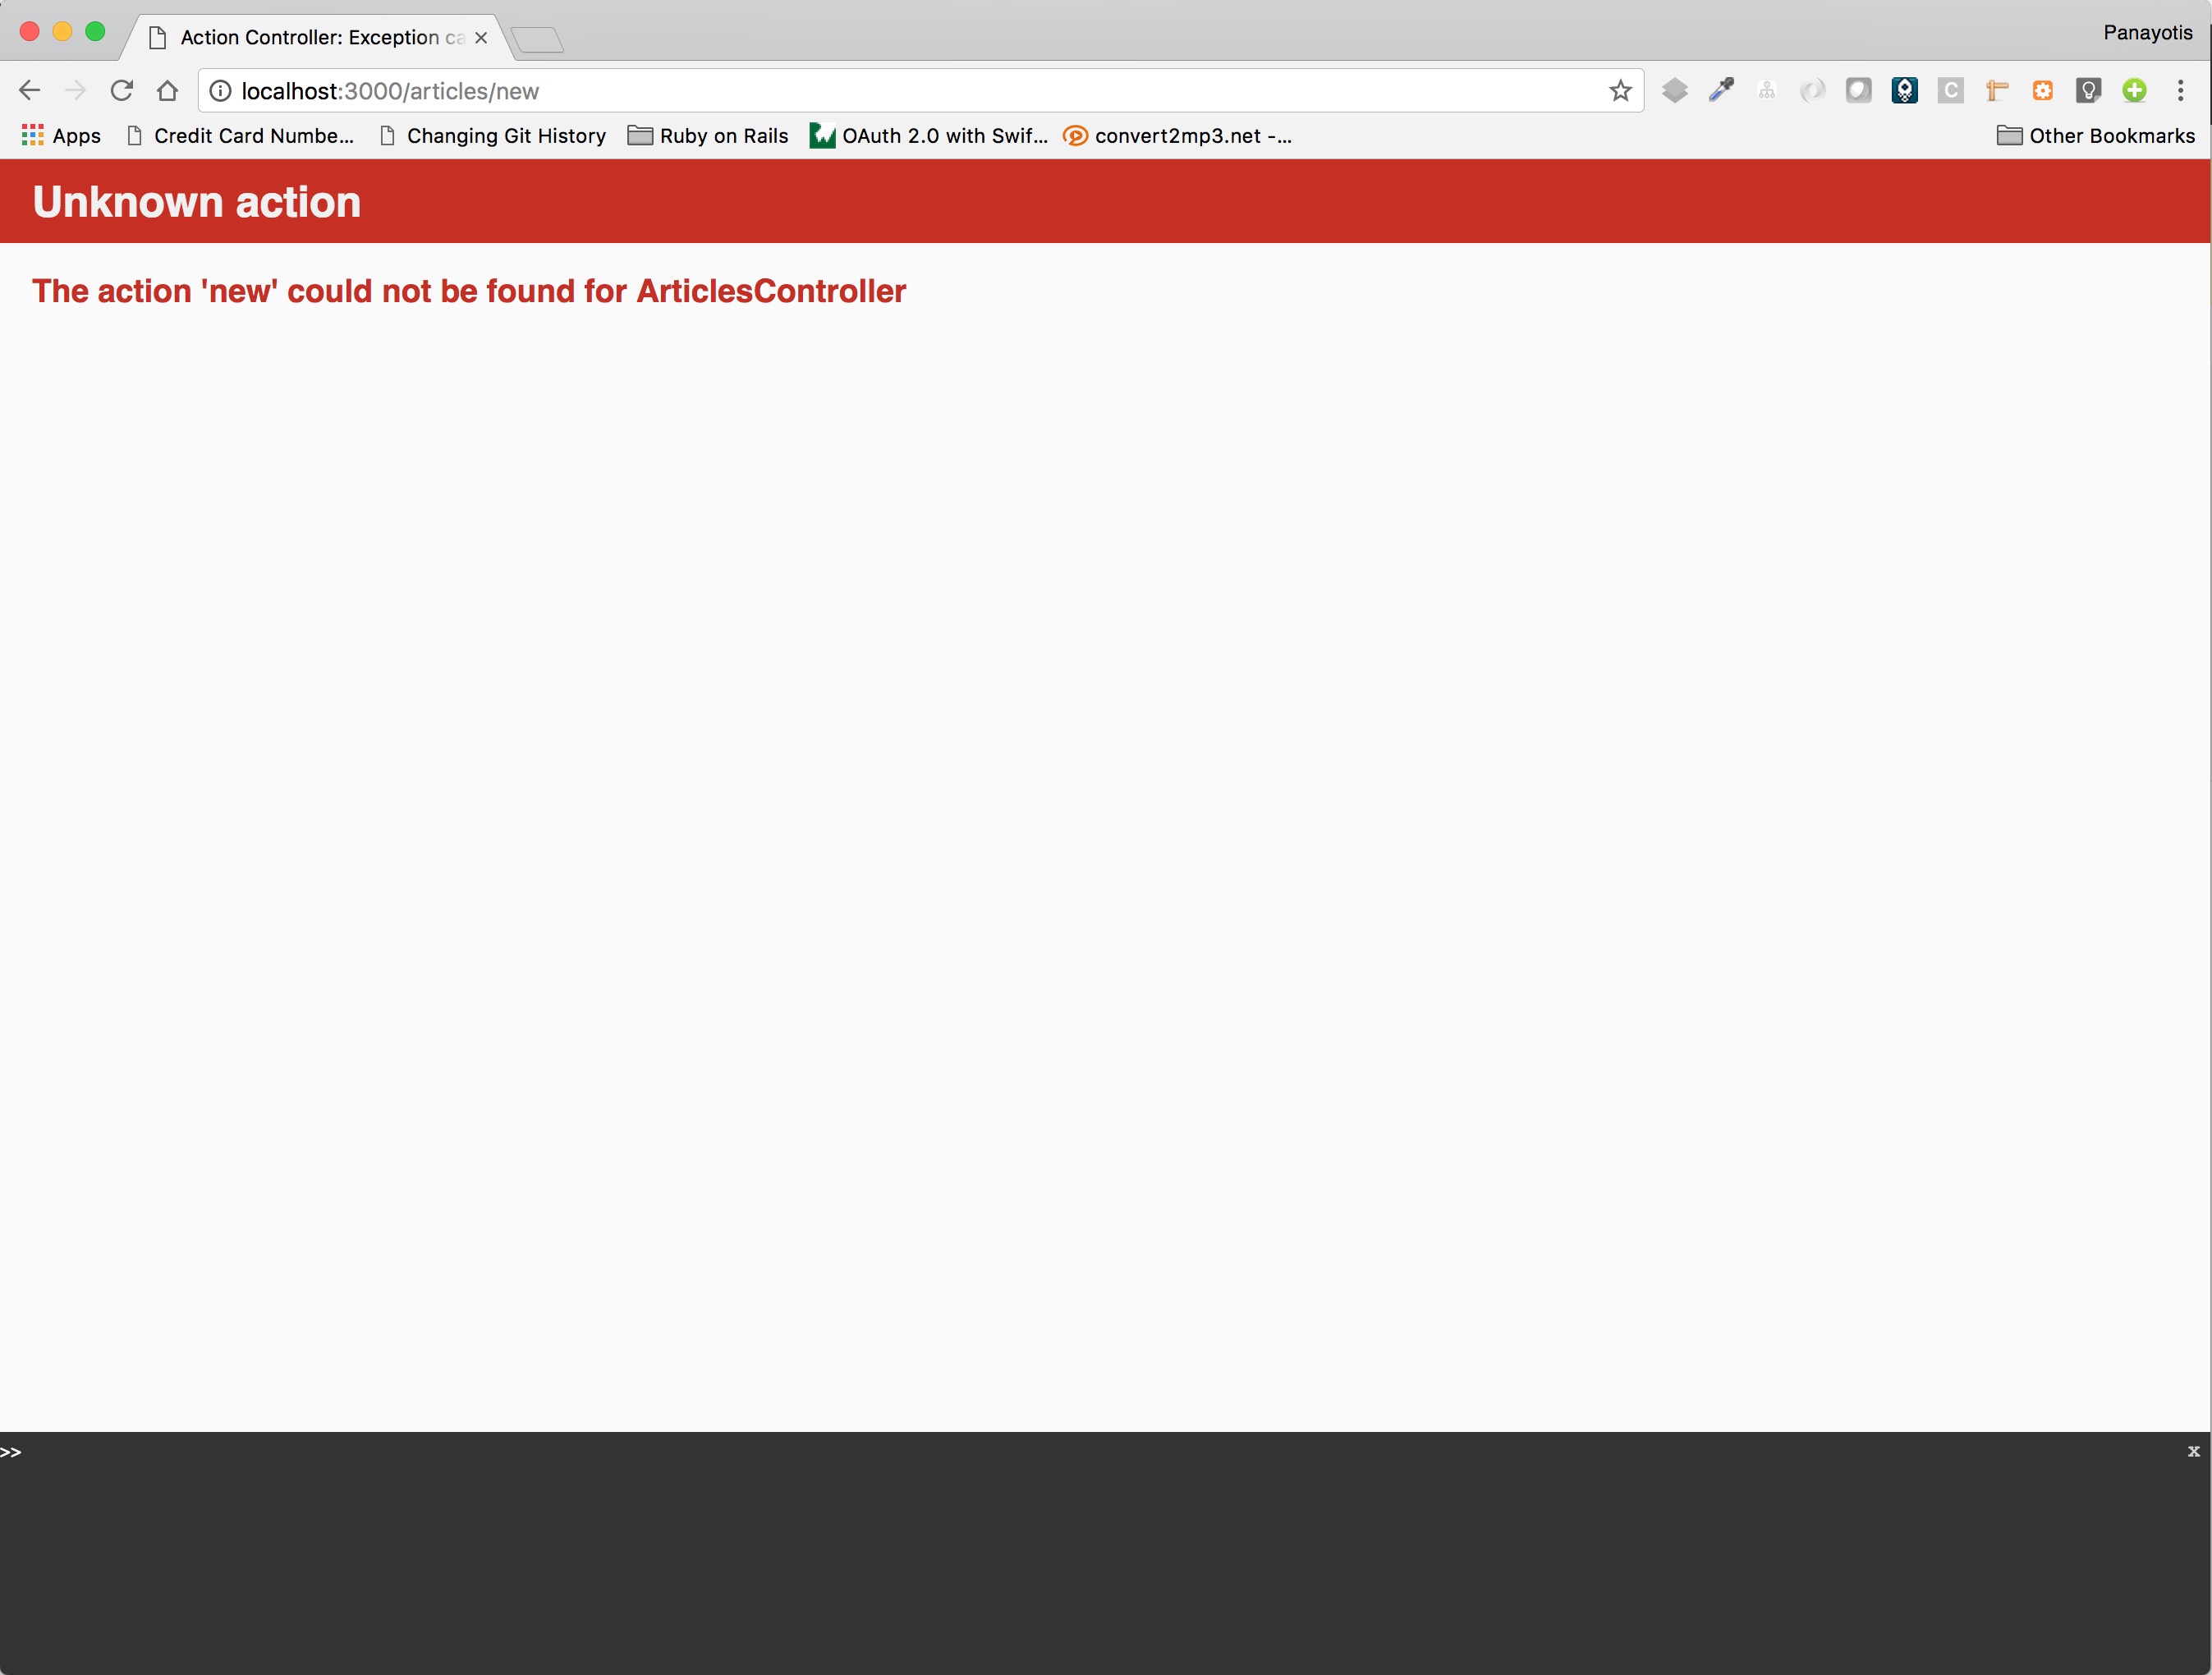 Action Controller: Exception ca
Panayotis
localhost:3000/articles/new
C
Apps
Credit Card Numbe...
Changing Git History
Ruby on Rails
OAuth 2.0 with Swif...
convert2mp3.net -...
Other Bookmarks
Unknown action
The action 'new' could not be found for ArticlesController
>>
x